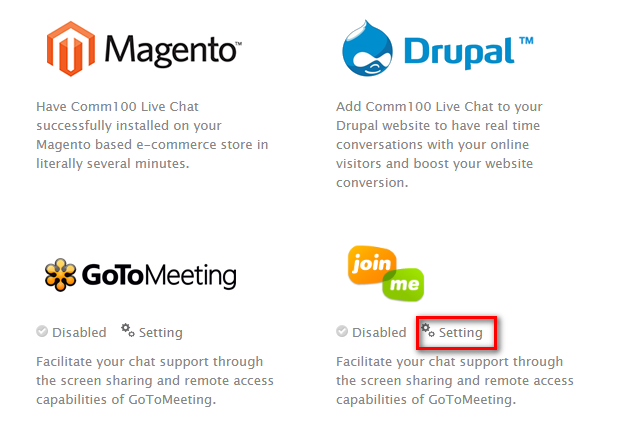 Magento™
Have Comm100 Live Chat
successfully installed on your
Magento based e-commerce store in
literally several minutes.
Drupal™
Add Comm100 Live Chat to your
Drupal website to have real time
conversations with your online
visitors and boost your website
conversion.
GoToMeeting
Disabled Setting
Facilitate your chat support through
the screen sharing and remote access
capabilities of GoToMeeting.
join
me
Disabled Setting
Facilitate your chat support through
the screen sharing and remote access
capabilities of GoToMeeting.